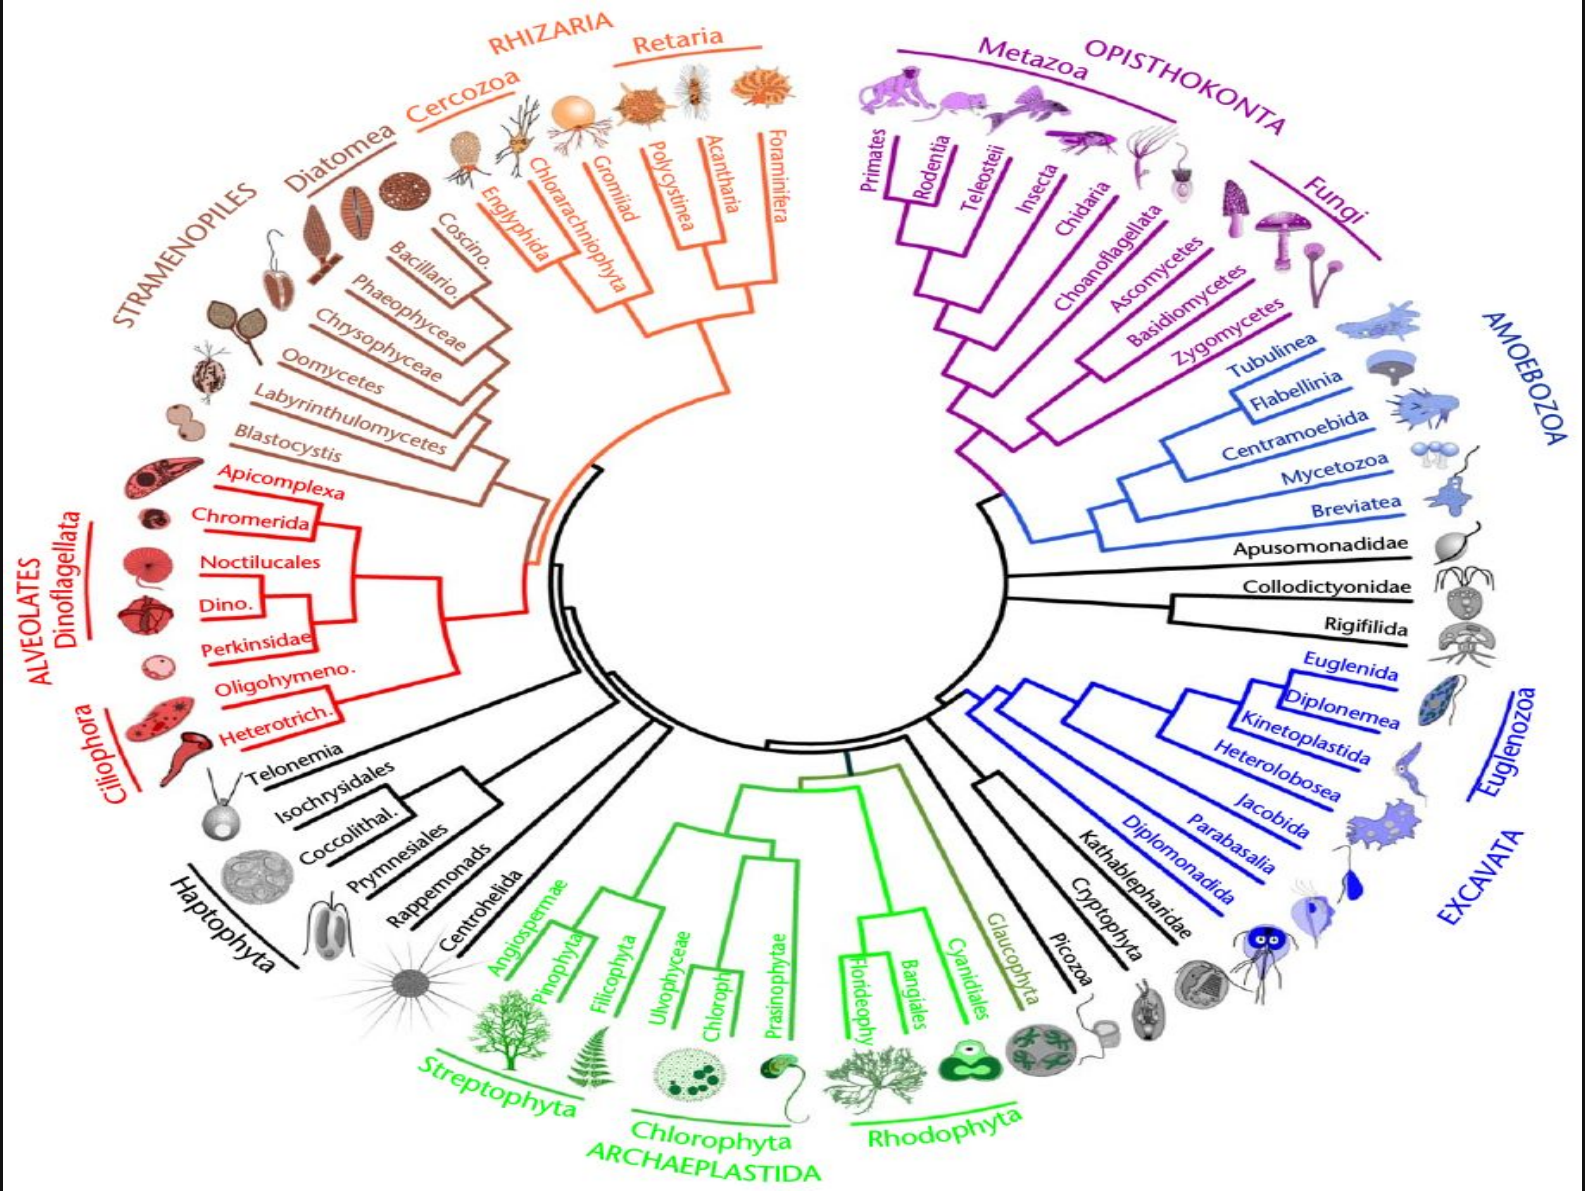 RHIZARIA
Retaria
Cercozoa
Englyphida
Chlorarachniophyta
Gromiiad
Polycystinea
Acantharia
Foraminifera
OPISTHOKONTA
Metazoa
Primates
Rodentia
Teleosteii
Insecta
Chidaria
Choanoflagellata
Fungi
Ascomycetes
Basidiomycetes
Zygomycetes
AMOEBOZOA
Tubulinea
Flabellinia
Centramoebida
Mycetozoa
Breviatea
Apusomonadidae
Collodictyonidae
Rigifilida
EXCAVATA
Euglenozoa
Euglenida
Diplonemea
Kinetoplastida
Heterolobosea
Jacobida
Parabasalia
Diplomonadida
Kathablepharidae
Cryptophyta
Picozoa
Glaucophyta
Cyanidiales
Bangiales
Florideophy
Rhodophyta
Prasinophytae
Chloroph
Ulvophyceae
Chlorophyta
ARCHAEPLASTIDA
Filicophyta
Pinophyta
Angiospermae
Streptophyta
Centrohelida
Rappemonads
Prymnesiales
Coccolithal.
Isochrysidales
Haptophyta
Telonemia
Heterotrich.
Oligohymeno.
Ciliophora
Perkinsidae
Dino.
Noctilucales
Dinoflagellata
ALVEOLATES
Chromerida
Apicomplexa
Blastocystis
Labyrinthulomycetes
Oomycetes
Chrysophyceae
Phaeophyceae
Bacillario.
Coscino.
Diatomea
STRAMENOPILES